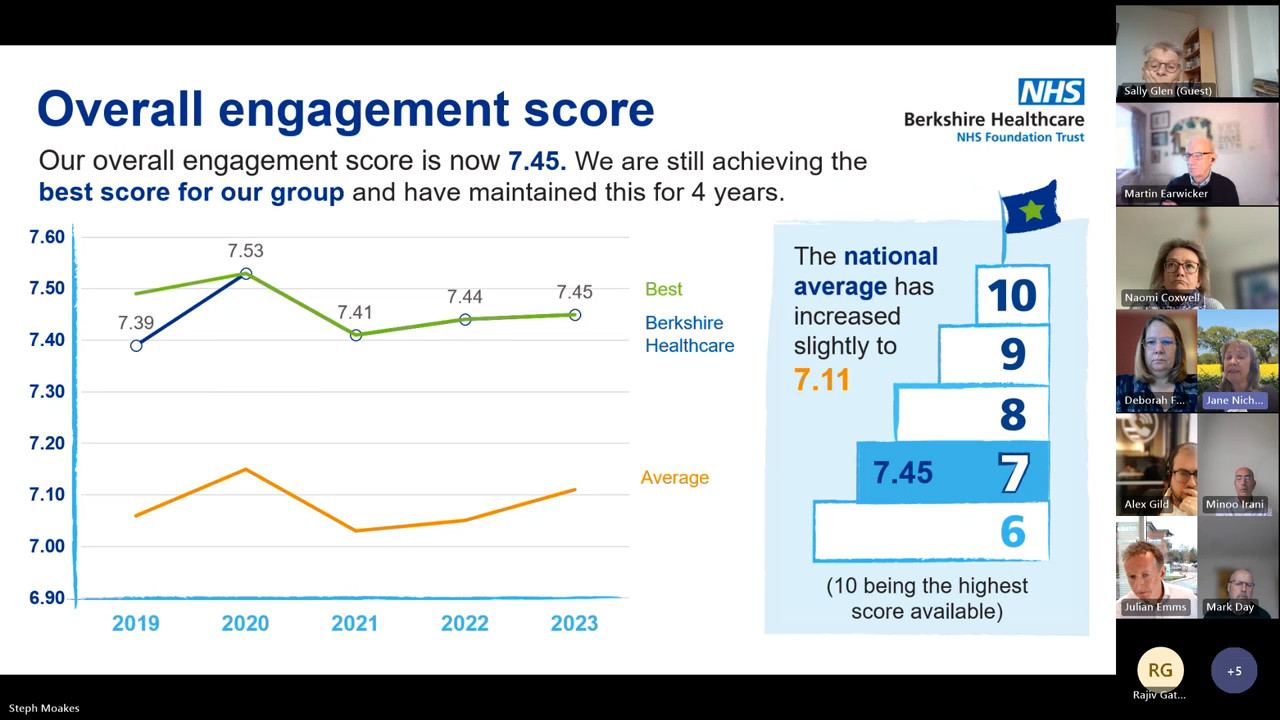 Overall engagement score
NHS
Berkshire Healthcare
NHS Foundation Trust
Our overall engagement score is now 7.45. We are still achieving the
best score for our group and have maintained this for 4 years.
7.60
7.50
7.40
7.30
7.20
7.10
7.00
6.90
7.39
7.53
7.41
7.44
7.45
Best
Berkshire
Healthcare
Average
2019
2020
2021
2022
2023
The national
average has
increased
slightly to
7.11
10
9
8
7.45 7
6
(10 being the highest
score available)
Sally Glen (Guest)
Martin Earwicker
Naomi Coxwell
Deborah F...
Jane Nich...
Alex Gild
Minoo Irani
Julian Emms
Mark Day
RG
Rajiv Gat...
+5
Steph Moakes